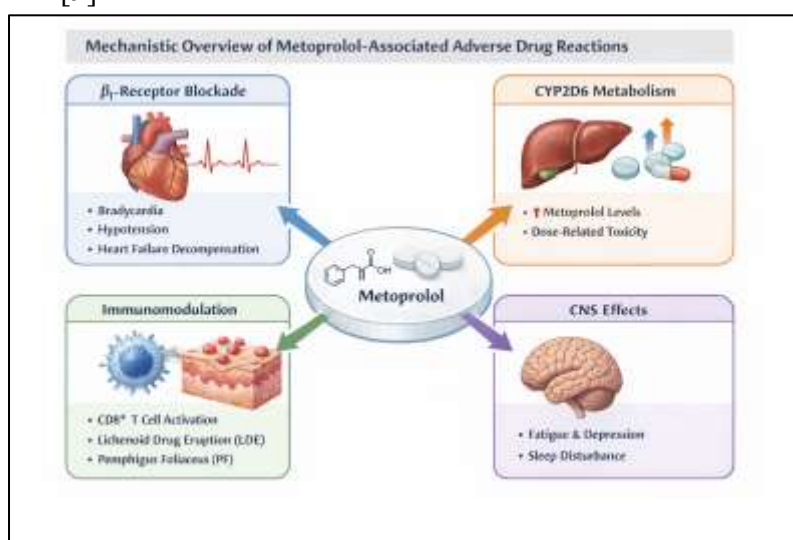 Mechanistic Overview of Metoprolol-Associated Adverse Drug Reactions
β₁-Receptor Blockade
• Bradycardia
• Hypotension
• Heart Failure Decompensation
CYP2D6 Metabolism
• ↑ Metoprolol Levels
• Dose-Related Toxicity
O
OH
Metoprolol
Immunomodulation
• CD8⁺ T Cell Activation
• Lichenoid Drug Eruption (LDE)
• Pemphigus Foliaceus (PF)
CNS Effects
• Fatigue & Depression
• Sleep Disturbance